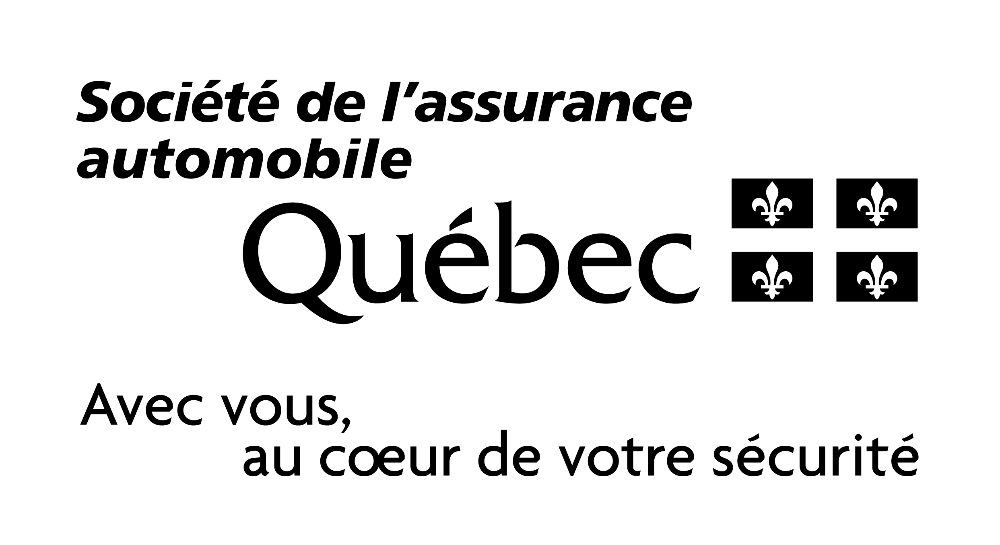 Société de l’assurance
automobile
Québec
Avec vous,
au cœur de votre sécurité